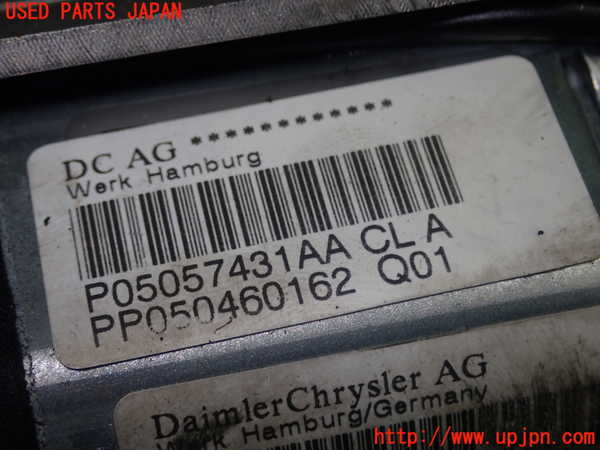 USED PARTS JAPAN
DC AG ************
Werk Hamburg
P05057431AA CL A
PP050460162 Q01
DaimlerChrysler AG
Werk Hamburg/Germany
http://www.upjpn.com